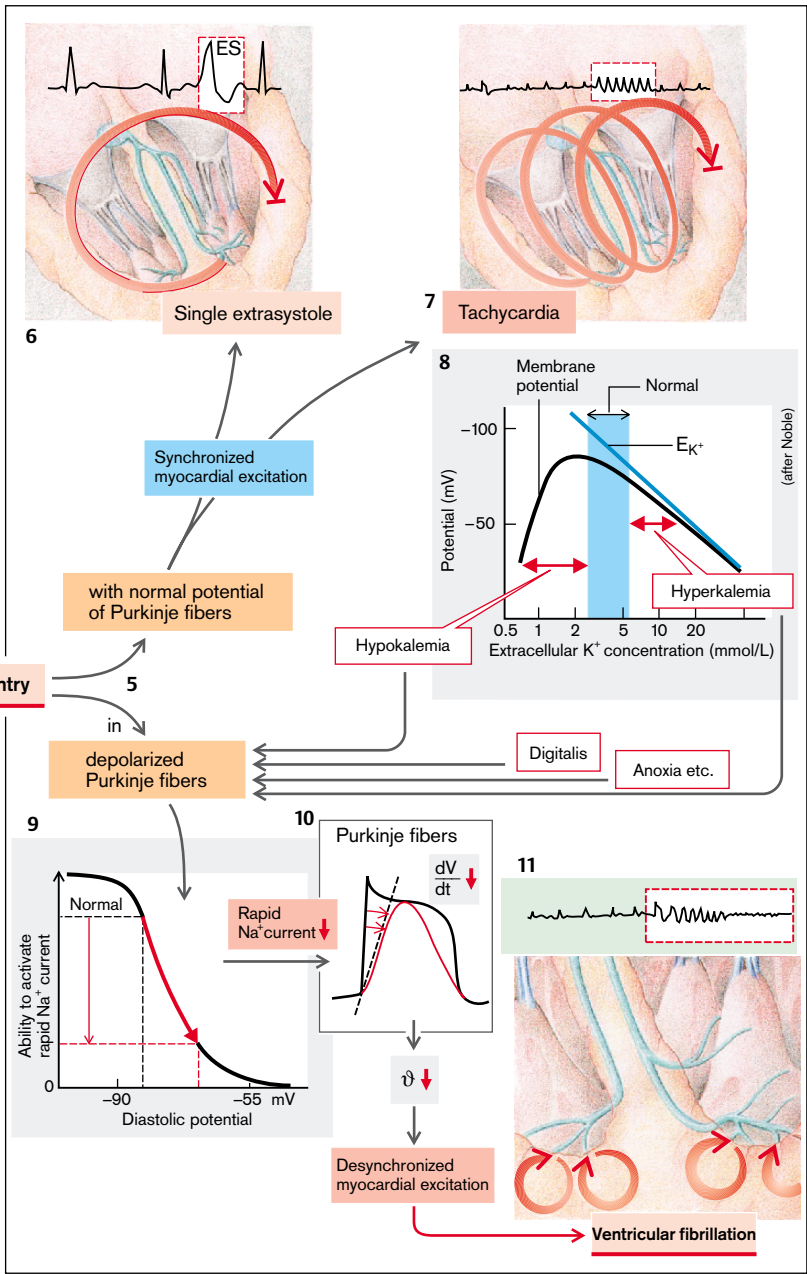 ES
Single extrasystole
6
7
Tachycardia
8
Membrane
potential
Normal
(after Noble)
−100
E K+
Potential (mV)
−50
Synchronized
myocardial excitation
with normal potential
of Purkinje fibers
Hyperkalemia
0.5 1 2 5 10 20
Extracellular K+ concentration (mmol/L)
Hypokalemia
ntry
5
in
depolarized
Purkinje fibers
Digitalis
Anoxia etc.
9
Normal
Ability to activate
rapid Na+ current
0
−90 −55 mV
Diastolic potential
Rapid
Na+current
10
Purkinje fibers
dV
dt
ϑ
Desynchronized
myocardial excitation
11
Ventricular fibrillation